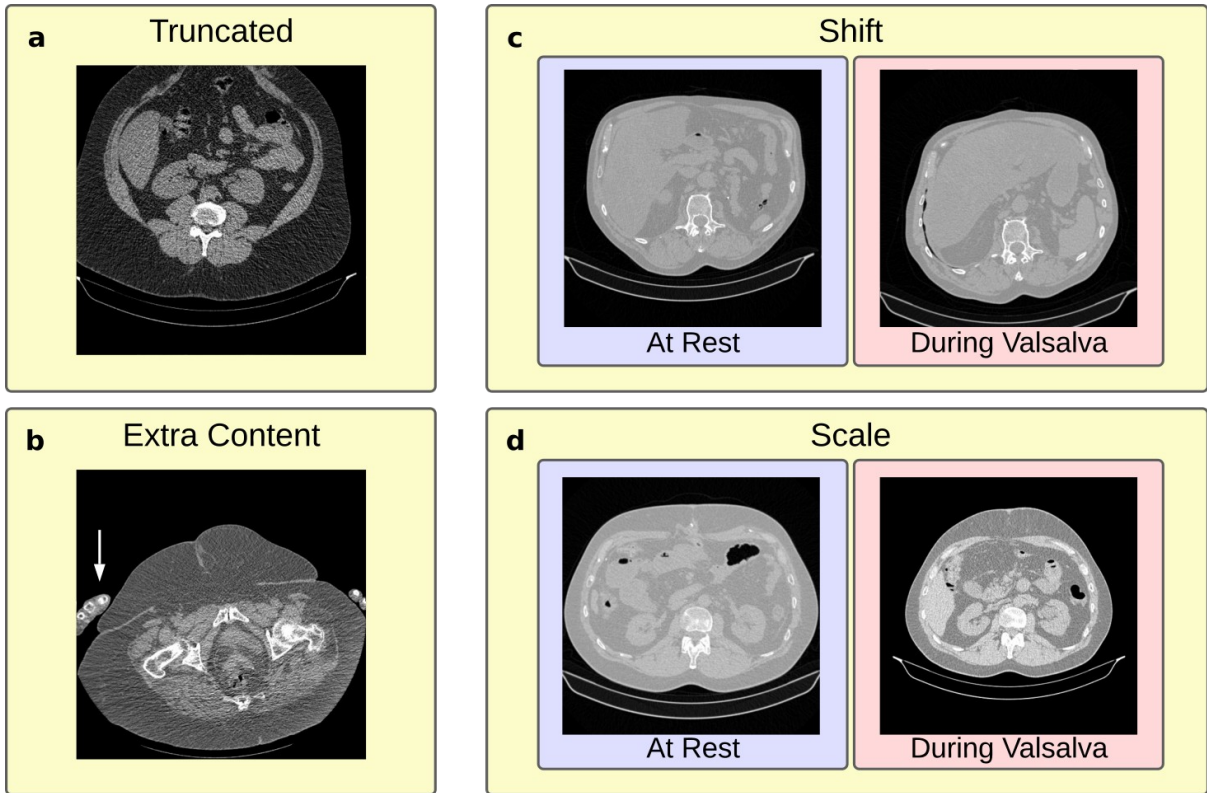 a
Truncated
b
Extra Content
c
Shift
At Rest
During Valsalva
d
Scale
At Rest
During Valsalva